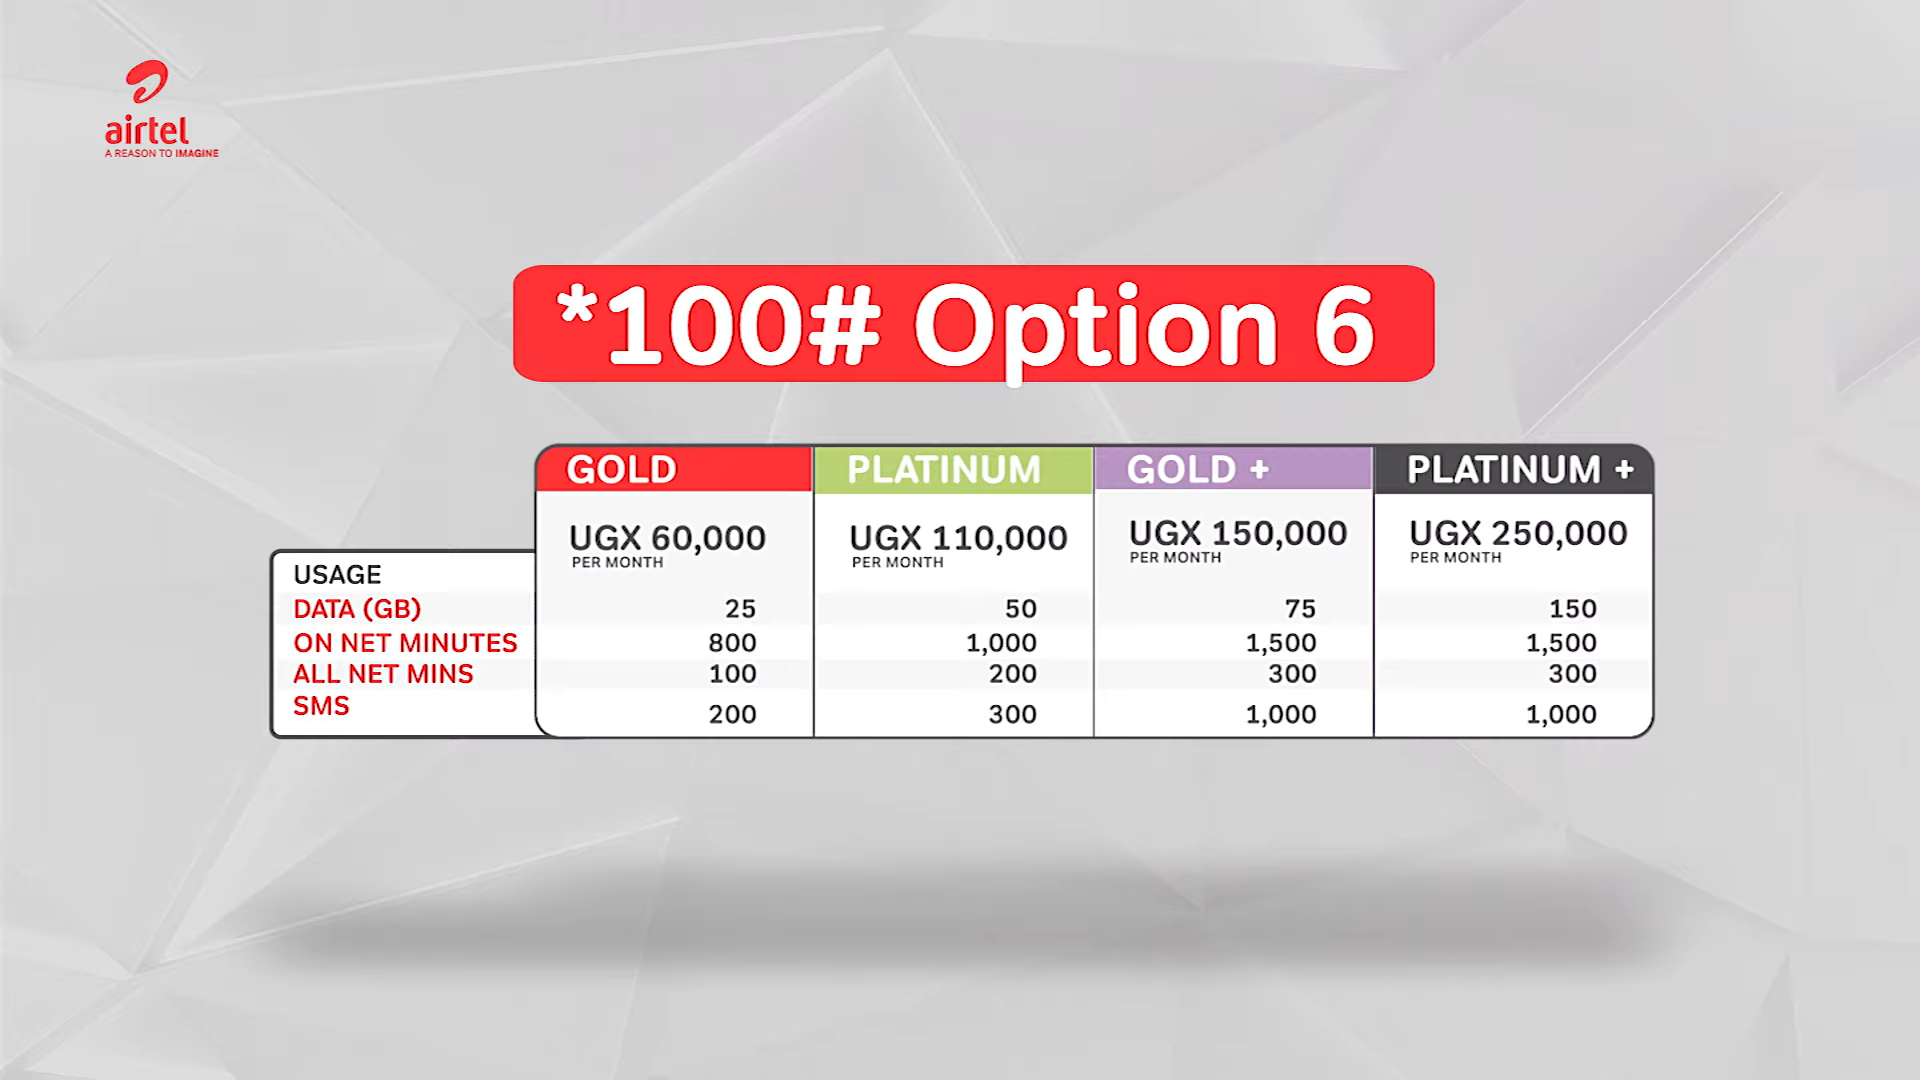 airtel
A REASON TO IMAGINE
*100# Option 6
GOLD PLATINUM GOLD + PLATINUM +
UGX 60,000 UGX 110,000 UGX 150,000 UGX 250,000
PER MONTH PER MONTH PER MONTH PER MONTH
USAGE
DATA (GB) 25 50 75 150
ON NET MINUTES 800 1,000 1,500 1,500
ALL NET MINS 100 200 300 300
SMS 200 300 1,000 1,000